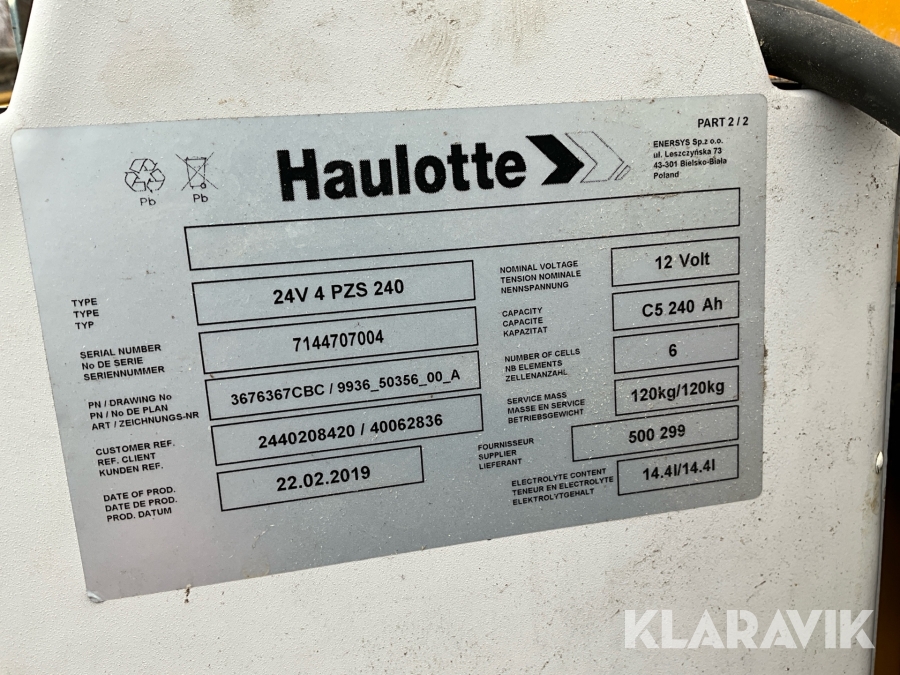 PART 2 / 2
Haulotte
ENERSYS Sp.z o.o.
ul. Leszczyńska 73
43-301 Bielsko-Biała
Poland
Pb
Pb
TYPE
TYPE
TYP
24V 4 PZS 240
SERIAL NUMBER
No DE SERIE
SERIENNUMMER
7144707004
PN / DRAWING No
PN / No DE PLAN
ART / ZEICHNUNGS-NR
3676367CBC / 9936_50356_00_A
CUSTOMER REF.
REF. CLIENT
KUNDEN REF.
2440208420 / 40062836
DATE OF PROD.
DATE DE PROD.
PROD. DATUM
22.02.2019
NOMINAL VOLTAGE
TENSION NOMINALE
NENNSPANNUNG
12 Volt
CAPACITY
CAPACITE
KAPAZITAT
C5 240 Ah
NUMBER OF CELLS
NB ELEMENTS
ZELLENANZAHL
6
SERVICE MASS
MASSE EN SERVICE
BETRIEBSGEWICHT
120kg/120kg
FOURNISSEUR
SUPPLIER
LIEFERANT
500 299
ELECTROLYTE CONTENT
TENEUR EN ELECTROLYTE
ELEKTROLYTGEHALT
14.4l/14.4l
KLARAVIK